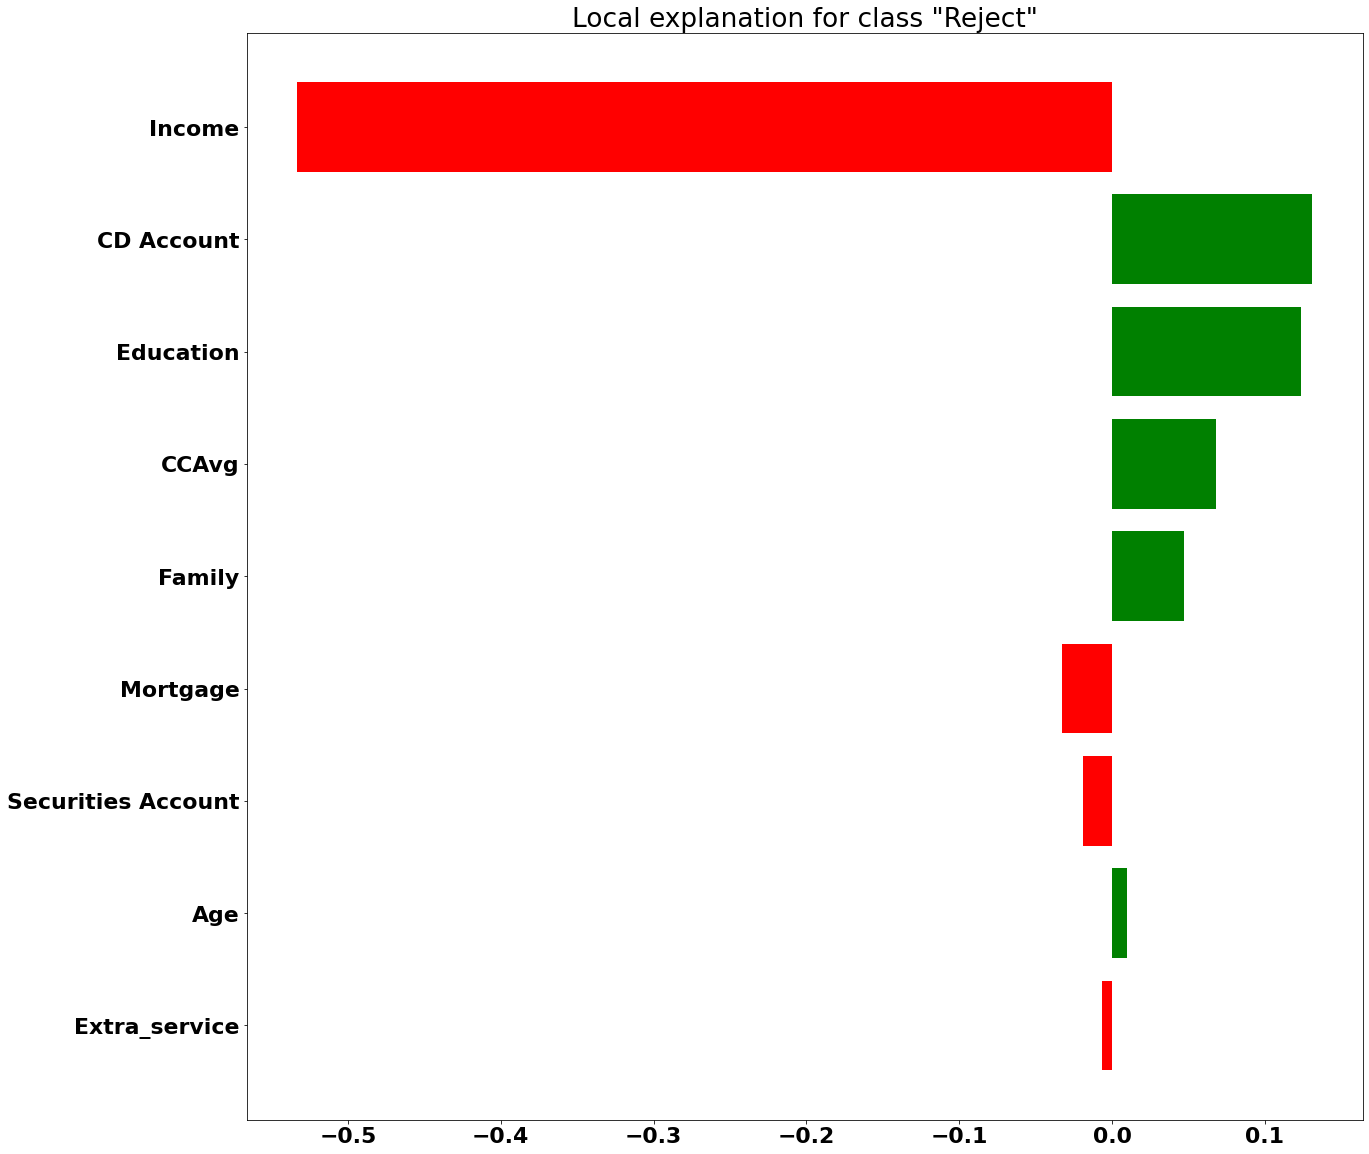 Local explanation for class "Reject"
Income
CD Account
Education
CCAvg
Family
Mortgage
Securities Account
Age
Extra_service
−0.5 −0.4 −0.3 −0.2 −0.1 0.0 0.1